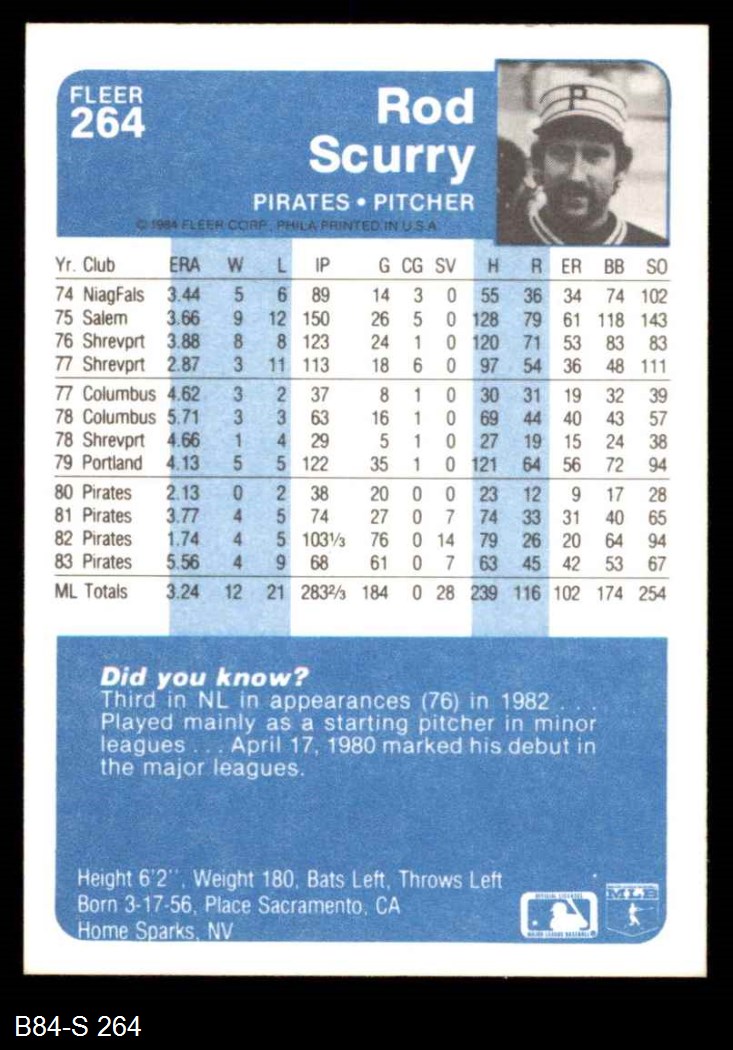 FLEER
264
Rod
Scurry
PIRATES • PITCHER
© 1984 FLEER CORP. PHILA PRINTED IN U.S.A.
P
Yr. Club ERA W L IP G CG SV H R ER BB SO
74 NiagFals 3.44 5 6 89 14 3 0 55 36 34 74 102
75 Salem 3.66 9 12 150 26 5 0 128 79 61 118 143
76 Shrevprt 3.88 8 8 123 24 1 0 120 71 53 83 83
77 Shrevprt 2.87 3 11 113 18 6 0 97 54 36 48 111
77 Columbus 4.62 3 2 37 8 1 0 30 31 19 32 39
78 Columbus 5.71 3 3 63 16 1 0 69 44 40 43 57
78 Shrevprt 4.66 1 4 29 5 1 0 27 19 15 24 38
79 Portland 4.13 5 5 122 35 1 0 121 64 56 72 94
80 Pirates 2.13 0 2 38 20 0 0 23 12 9 17 28
81 Pirates 3.77 4 5 74 27 0 7 74 33 31 40 65
82 Pirates 1.74 4 5 103⅓ 76 0 14 79 26 20 64 94
83 Pirates 5.56 4 9 68 61 0 7 63 45 42 53 67
ML Totals 3.24 12 21 283⅔ 184 0 28 239 116 102 174 254
Did you know?
Third in NL in appearances (76) in 1982 . . .
Played mainly as a starting pitcher in minor
leagues . . . April 17, 1980 marked his debut in
the major leagues.
Height 6'2'', Weight 180, Bats Left, Throws Left
Born 3-17-56, Place Sacramento, CA
Home Sparks, NV
OFFICIAL LICENSEE
MAJOR LEAGUE BASEBALL
MLB
B84-S 264